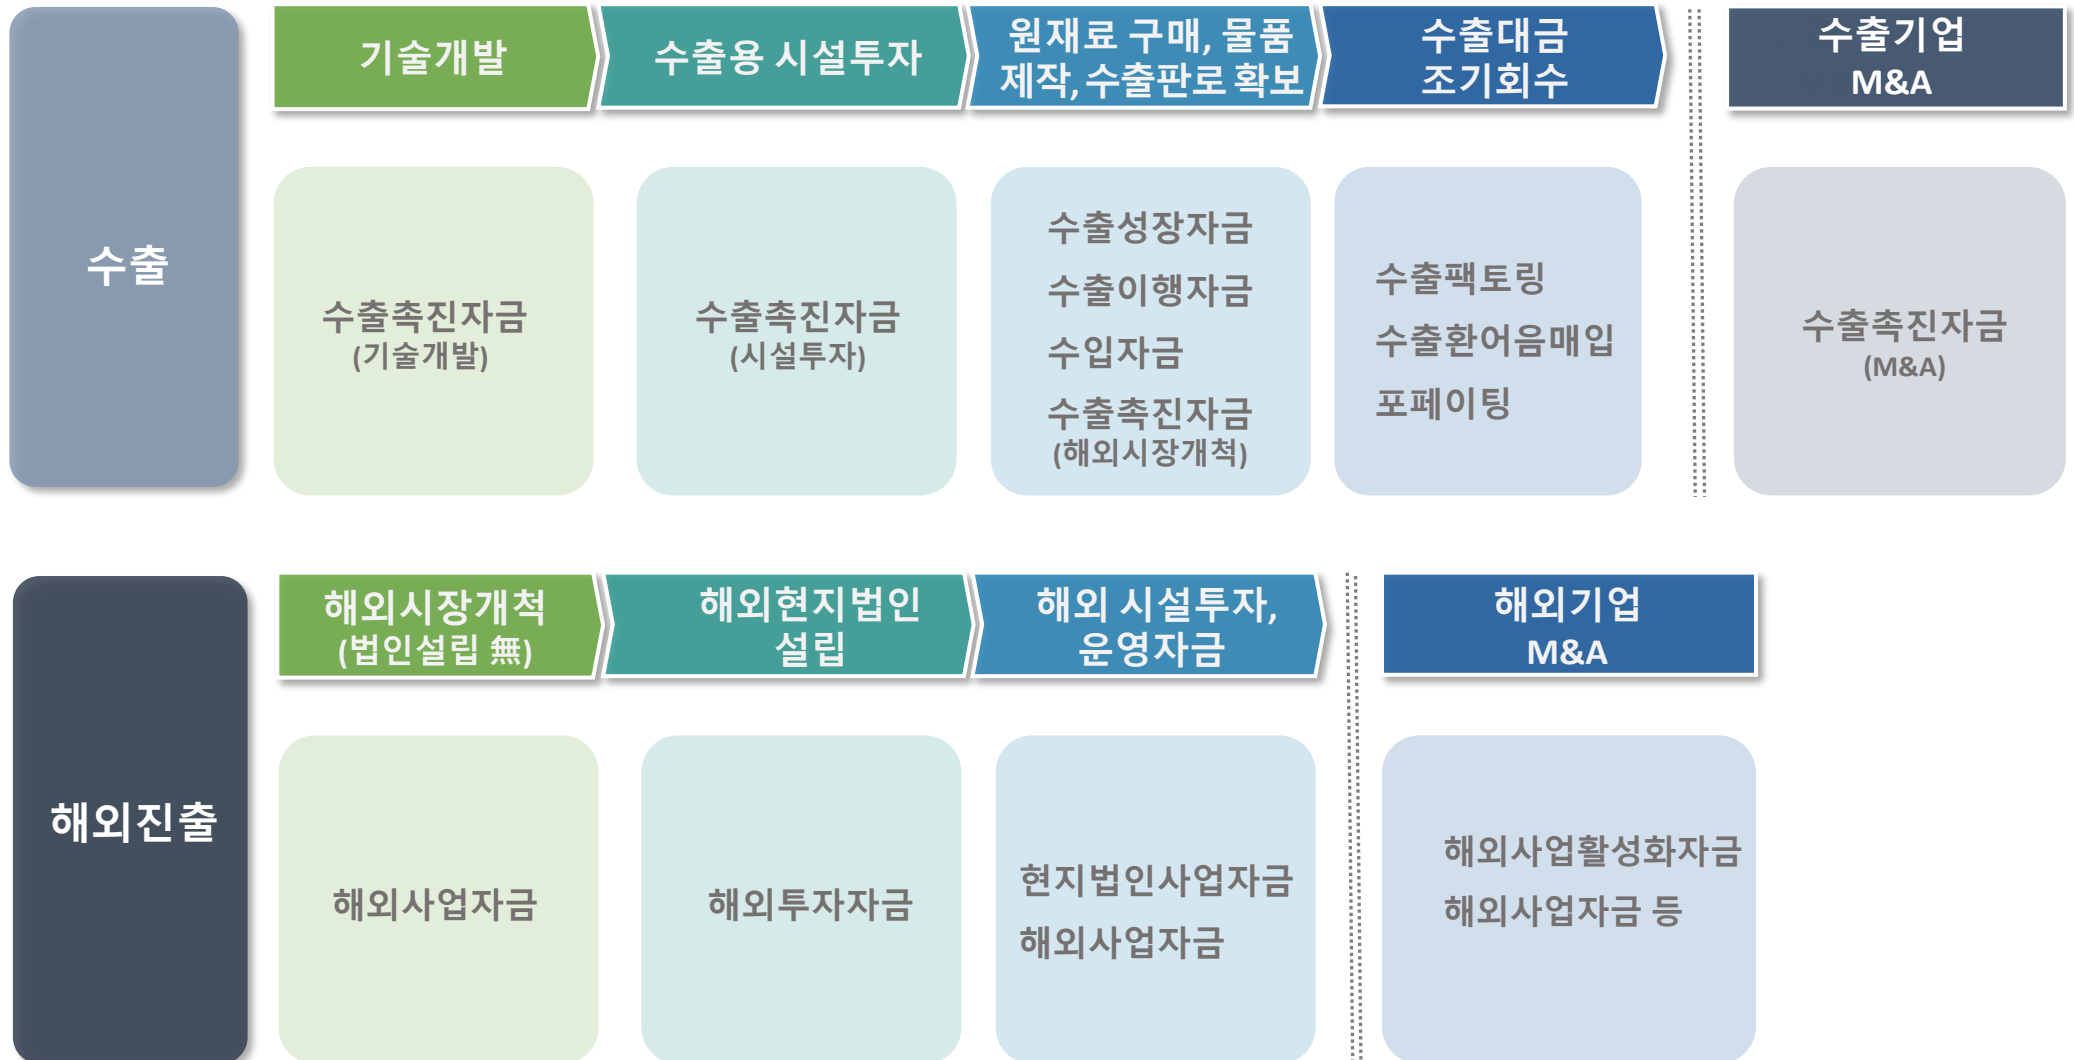 수출
기술개발
수출용 시설투자
원재료 구매, 물품
제작, 수출판로 확보
수출대금
조기회수
수출기업
M&A
수출촉진자금
(기술개발)
수출촉진자금
(시설투자)
수출성장자금
수출이행자금
수입자금
수출촉진자금
(해외시장개척)
수출팩토링
수출환어음매입
포페이팅
수출촉진자금
(M&A)
해외진출
해외시장개척
(법인설립 無)
해외현지법인
설립
해외 시설투자,
운영자금
해외기업
M&A
해외사업자금
해외투자자금
현지법인사업자금
해외사업자금
해외사업활성화자금
해외사업자금 등